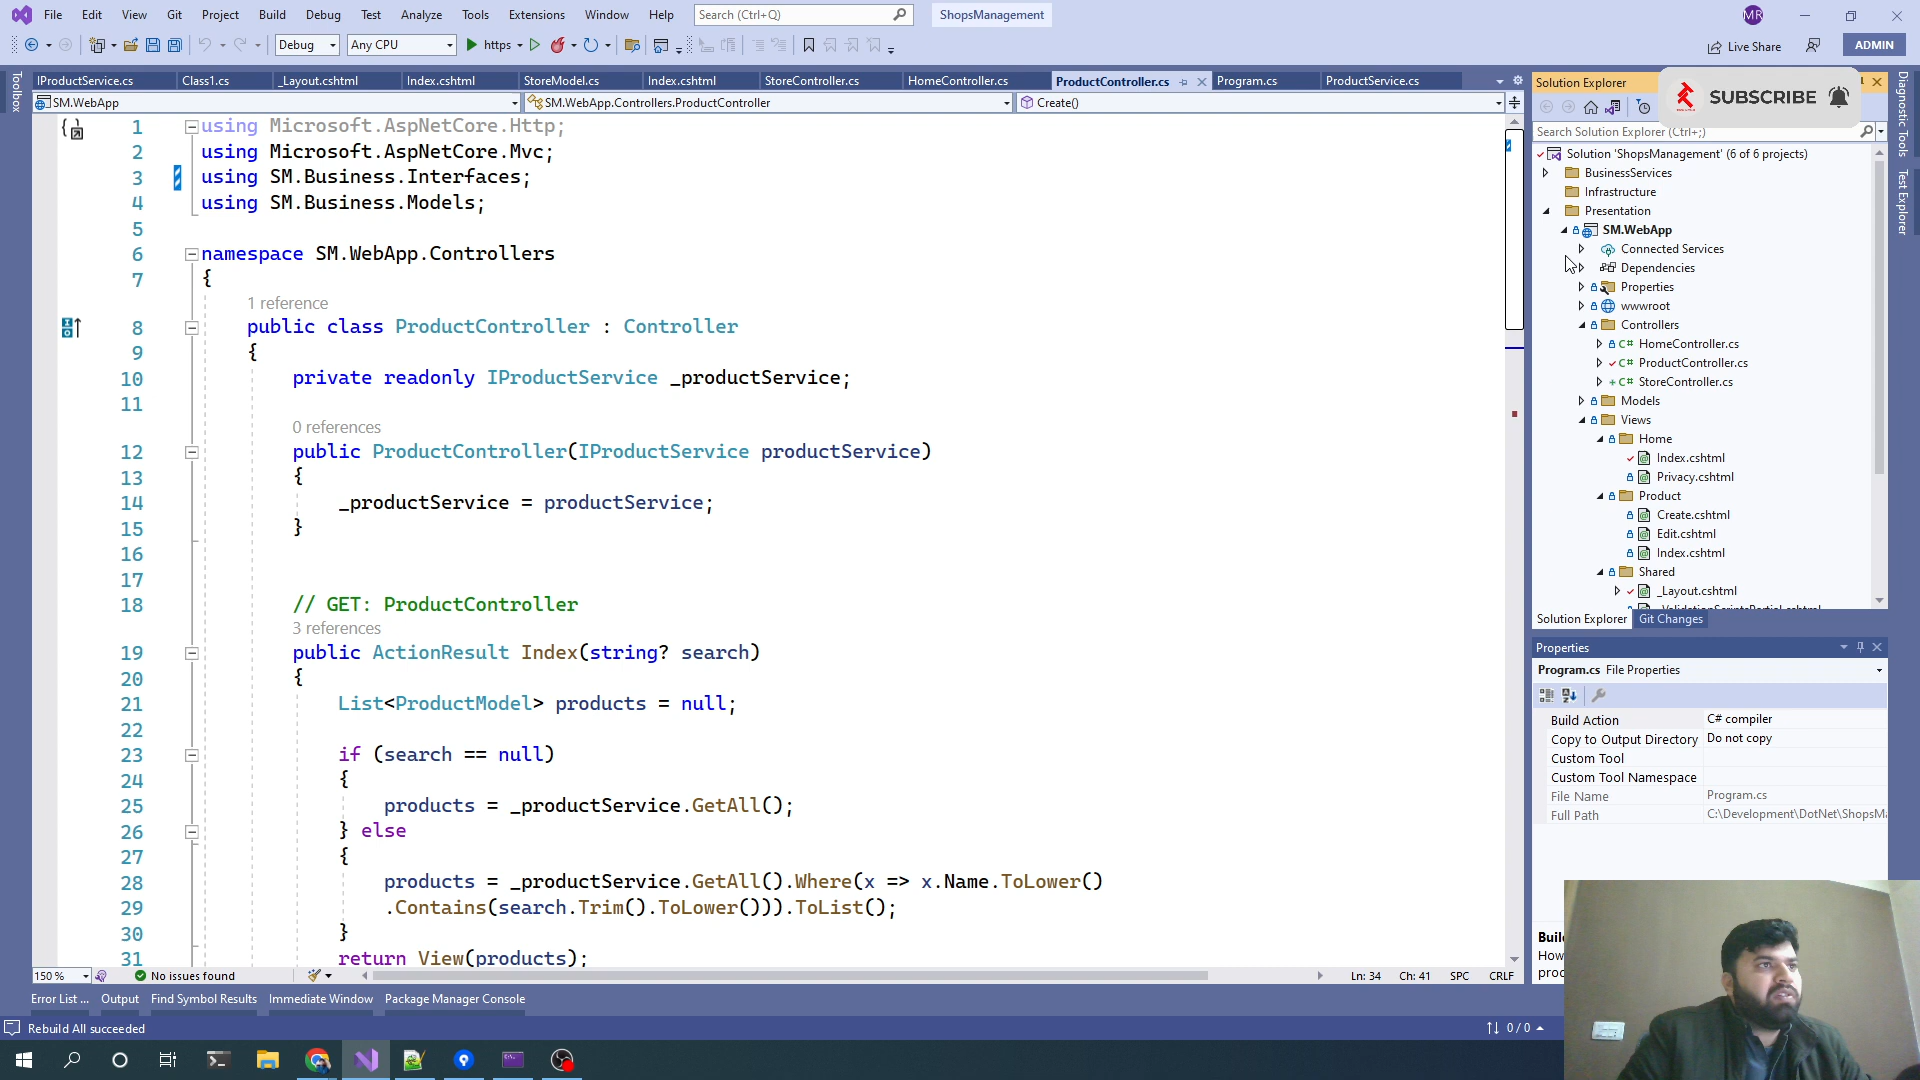 File Edit View Git Project Build Debug Test Analyze Tools Extensions Window Help Search (Ctrl+Q) ShopsManagement MR
Debug Any CPU https Live Share ADMIN
Toolbox
IProductService.cs Class1.cs _Layout.cshtml Index.cshtml StoreModel.cs Index.cshtml StoreController.cs HomeController.cs ProductController.cs Program.cs ProductService.cs
SM.WebApp SM.WebApp.Controllers.ProductController Create()
1 using Microsoft.AspNetCore.Http;
2 using Microsoft.AspNetCore.Mvc;
3 using SM.Business.Interfaces;
4 using SM.Business.Models;
5
6 namespace SM.WebApp.Controllers
7 {
1 reference
8 public class ProductController : Controller
9 {
10 private readonly IProductService _productService;
11
0 references
12 public ProductController(IProductService productService)
13 {
14 _productService = productService;
15 }
16
17
18 // GET: ProductController
3 references
19 public ActionResult Index(string? search)
20 {
21 List<ProductModel> products = null;
22
23 if (search == null)
24 {
25 products = _productService.GetAll();
26 } else
27 {
28 products = _productService.GetAll().Where(x => x.Name.ToLower()
29 .Contains(search.Trim().ToLower())).ToList();
30 }
31 return View(products);
150 % No issues found Ln: 34 Ch: 41 SPC CRLF
Error List ... Output Find Symbol Results Immediate Window Package Manager Console
Rebuild All succeeded 0 / 0
Solution Explorer
SUBSCRIBE
Search Solution Explorer (Ctrl+;)
Solution 'ShopsManagement' (6 of 6 projects)
BusinessServices
Infrastructure
Presentation
SM.WebApp
Connected Services
Dependencies
Properties
wwwroot
Controllers
C# HomeController.cs
C# ProductController.cs
C# StoreController.cs
Models
Views
Home
Index.cshtml
Privacy.cshtml
Product
Create.cshtml
Edit.cshtml
Index.cshtml
Shared
_Layout.cshtml
_ValidationScriptsPartial.cshtml
Solution Explorer Git Changes
Properties
Program.cs File Properties
Build Action C# compiler
Copy to Output Directory Do not copy
Custom Tool
Custom Tool Namespace
File Name Program.cs
Full Path C:\Development\DotNet\ShopsM
Buil
How
proc
Diagnostic Tools
Test Explorer